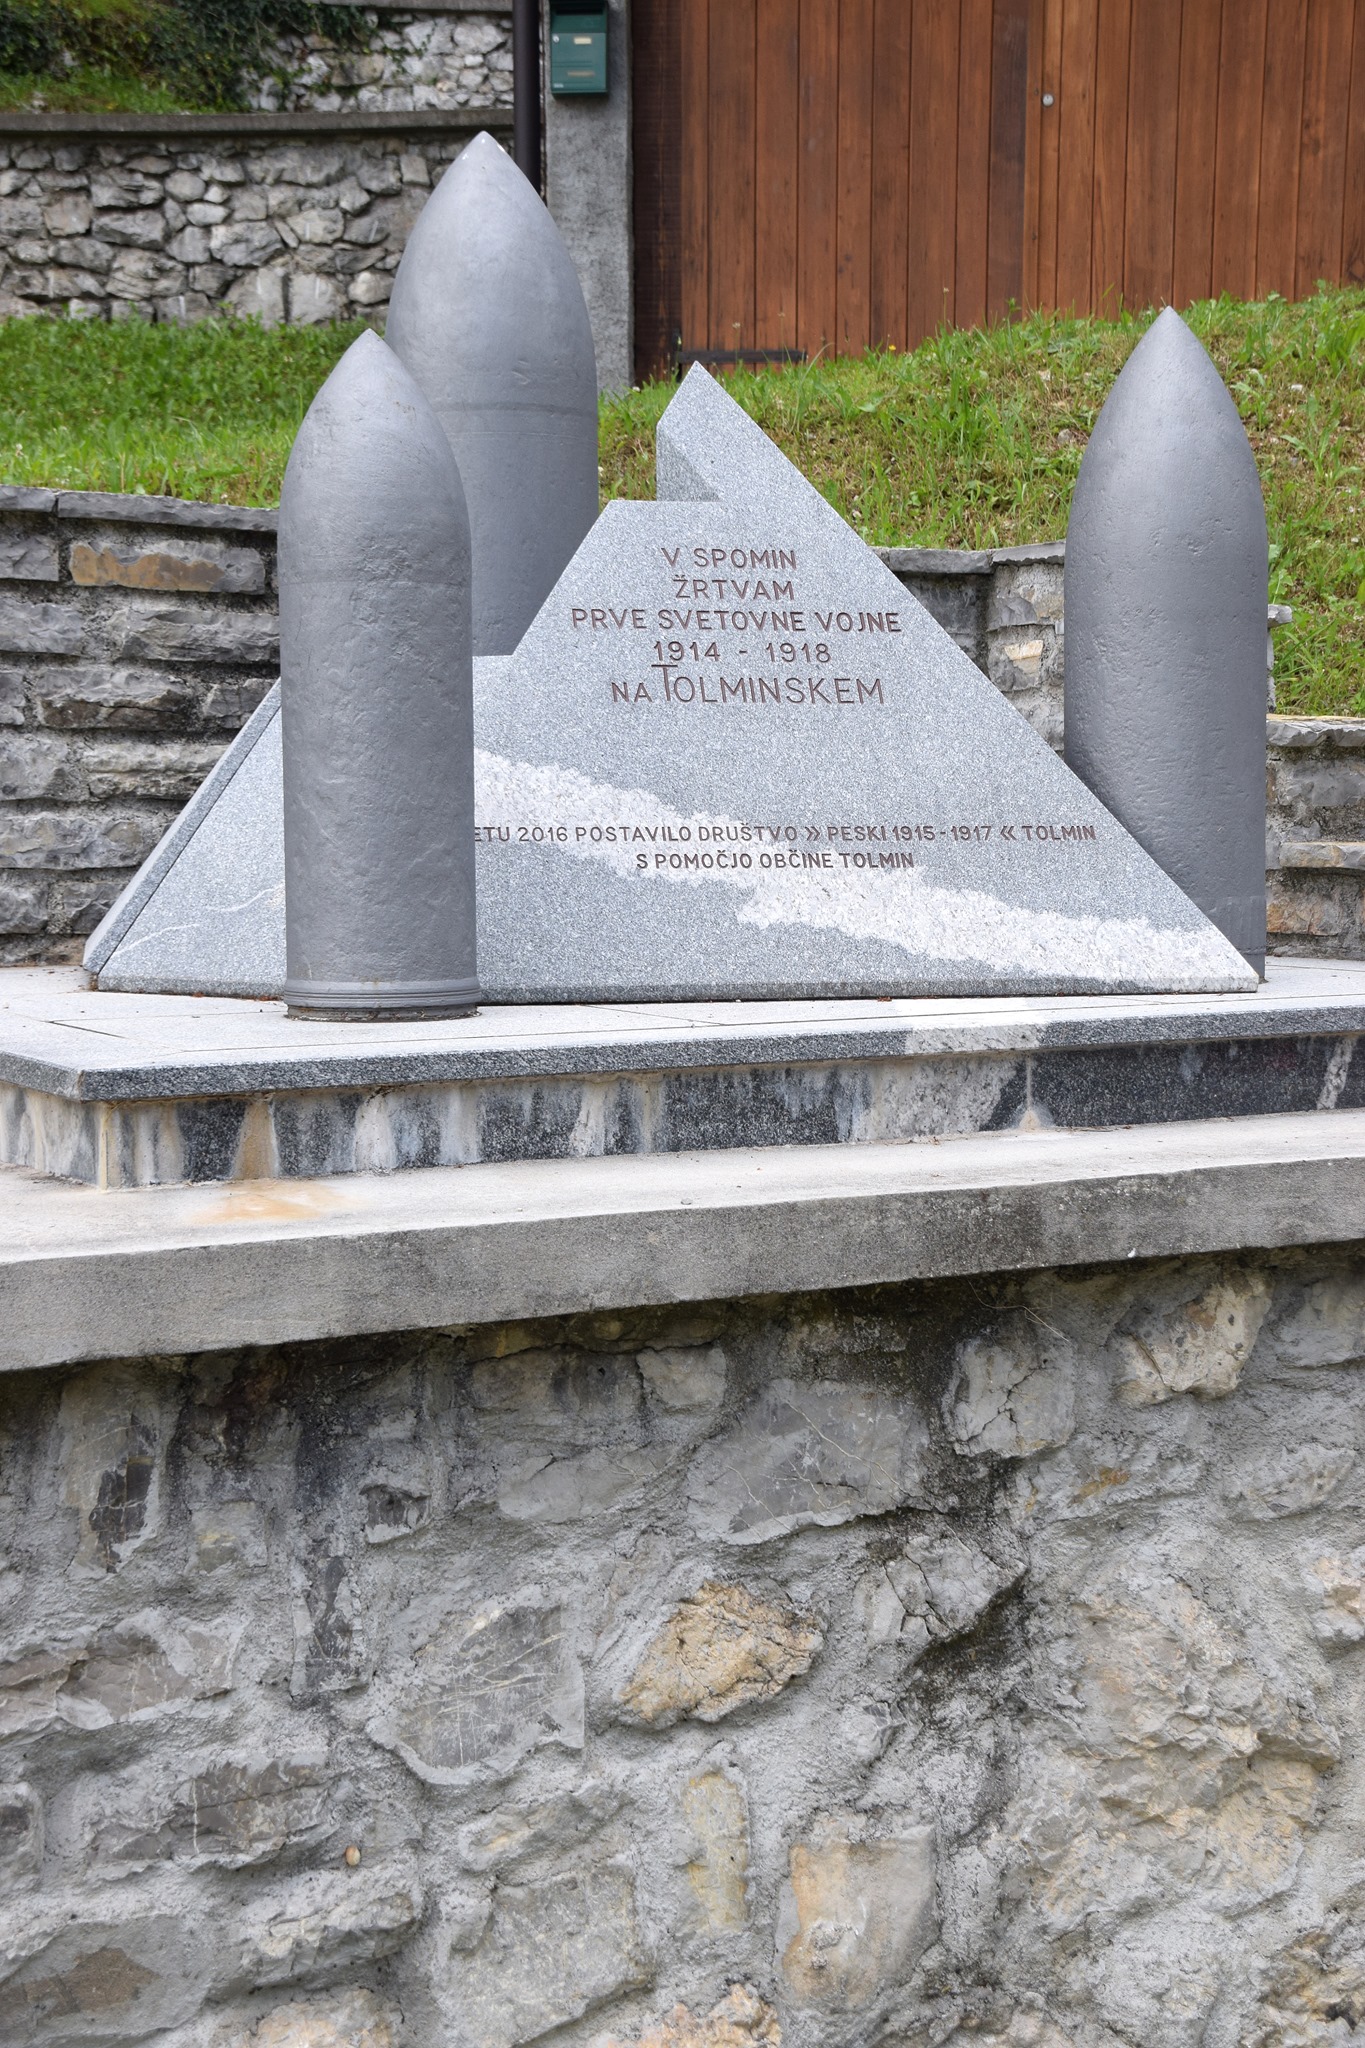 V SPOMIN
ŽRTVAM
PRVE SVETOVNE VOJNE
1914 - 1918
NA TOLMINSKEM
ETU 2016 POSTAVILO DRUŠTVO » PESKI 1915-1917 « TOLMIN
S POMOČJO OBČINE TOLMIN